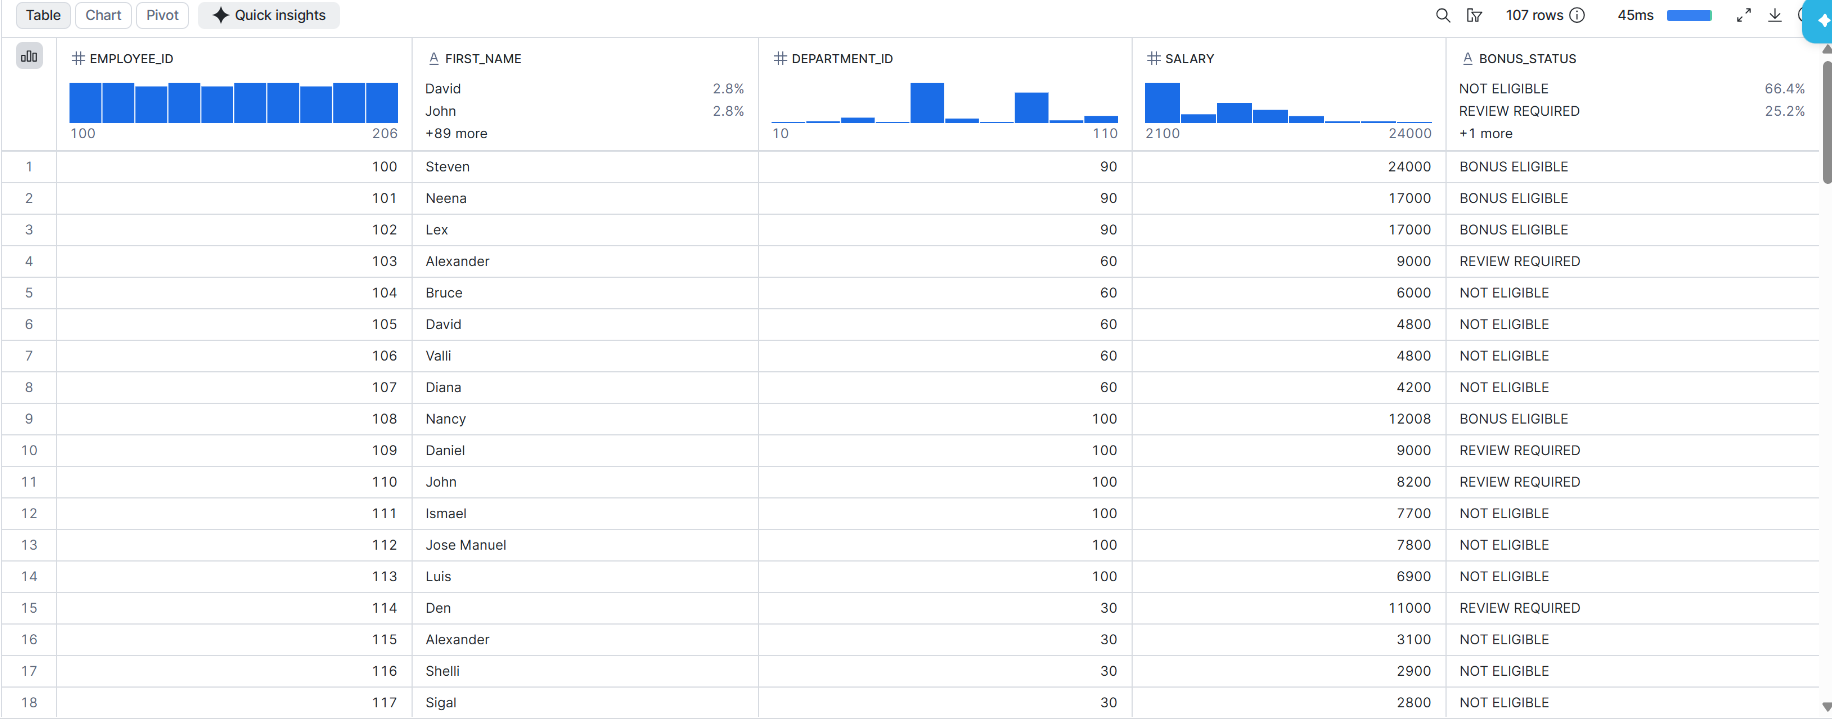 Table Chart Pivot Quick insights 107 rows 45ms
EMPLOYEE_ID FIRST_NAME DEPARTMENT_ID SALARY BONUS_STATUS
David 2.8% NOT ELIGIBLE 66.4%
John 2.8% REVIEW REQUIRED 25.2%
100 206 +89 more 10 110 2100 24000 +1 more
1 100 Steven 90 24000 BONUS ELIGIBLE
2 101 Neena 90 17000 BONUS ELIGIBLE
3 102 Lex 90 17000 BONUS ELIGIBLE
4 103 Alexander 60 9000 REVIEW REQUIRED
5 104 Bruce 60 6000 NOT ELIGIBLE
6 105 David 60 4800 NOT ELIGIBLE
7 106 Valli 60 4800 NOT ELIGIBLE
8 107 Diana 60 4200 NOT ELIGIBLE
9 108 Nancy 100 12008 BONUS ELIGIBLE
10 109 Daniel 100 9000 REVIEW REQUIRED
11 110 John 100 8200 REVIEW REQUIRED
12 111 Ismael 100 7700 NOT ELIGIBLE
13 112 Jose Manuel 100 7800 NOT ELIGIBLE
14 113 Luis 100 6900 NOT ELIGIBLE
15 114 Den 30 11000 REVIEW REQUIRED
16 115 Alexander 30 3100 NOT ELIGIBLE
17 116 Shelli 30 2900 NOT ELIGIBLE
18 117 Sigal 30 2800 NOT ELIGIBLE